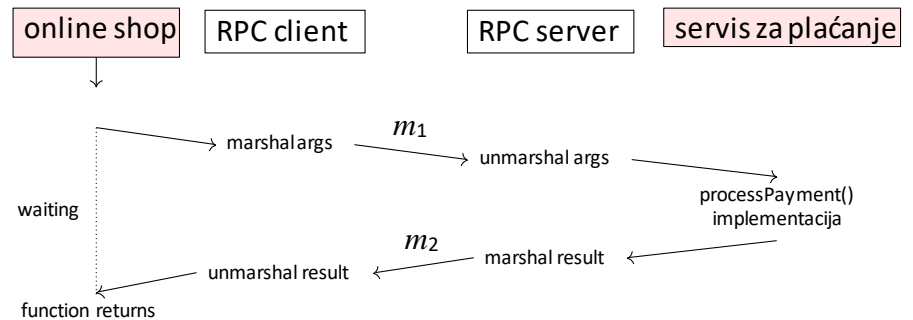 online shop
RPC client
RPC server
servis za plaćanje
marshal args
m1
unmarshal args
processPayment()
implementacija
waiting
m2
marshal result
unmarshal result
function returns